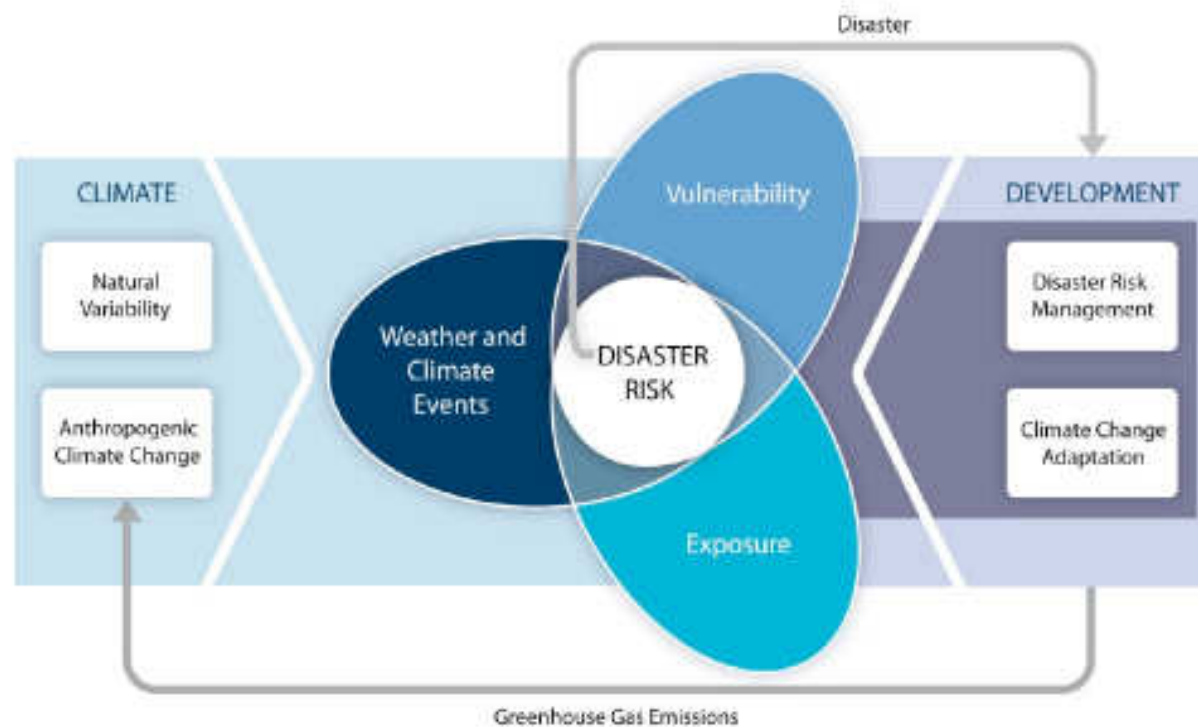 Disaster
CLIMATE
Natural
Variability
Anthropogenic
Climate Change
Weather and
Climate
Events
Vulnerability
DISASTER
RISK
Exposure
DEVELOPMENT
Disaster Risk
Management
Climate Change
Adaptation
Greenhouse Gas Emissions